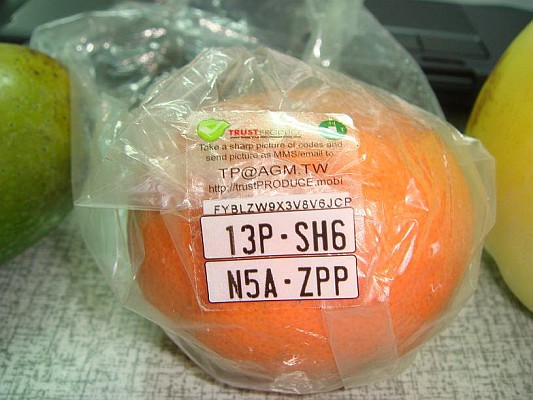 TRUSTPRODUCE
Take a sharp picture of codes and
send picture as MMS/email to:
TP@AGM.TW
http://trustPRODUCE.mobi
FYBLZW9X3V8V6JCP
13P·SH6
N5A·ZPP